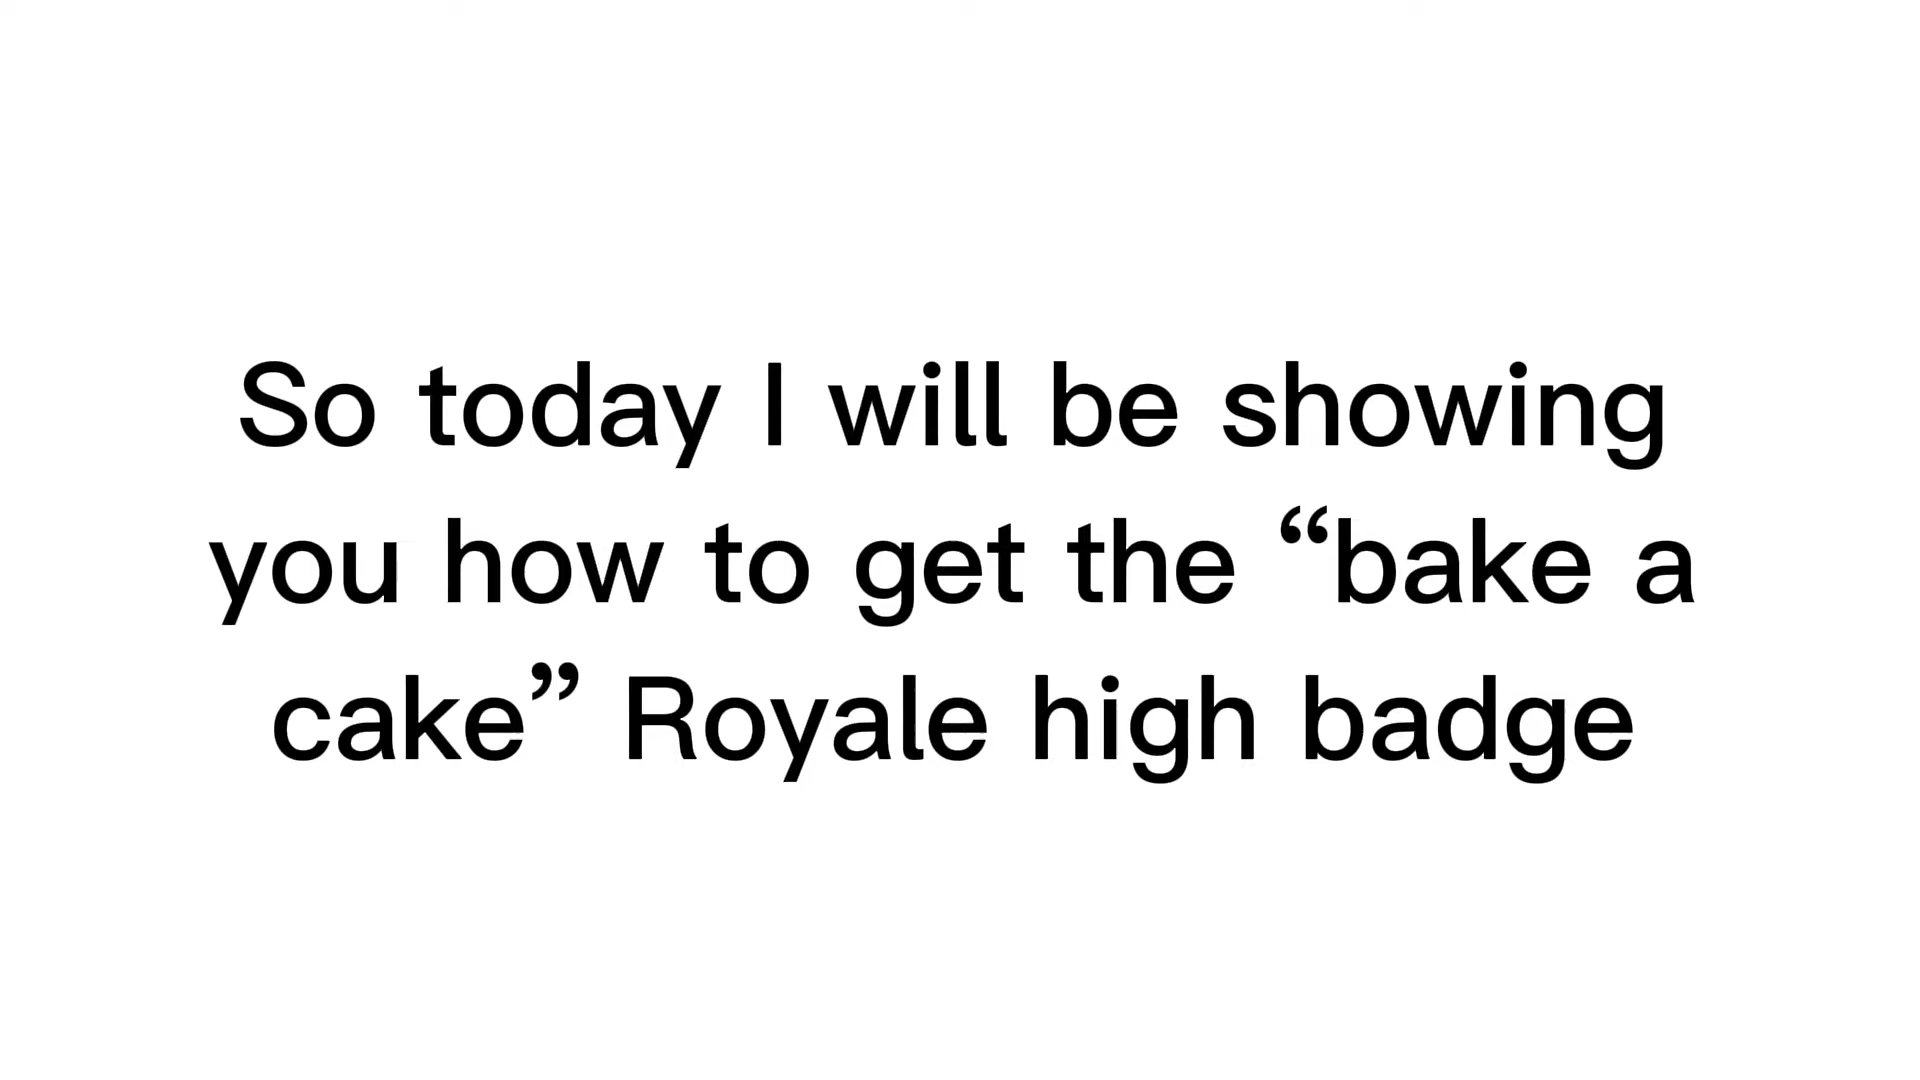 So today I will be showing
you how to get the “bake a
cake” Royale high badge